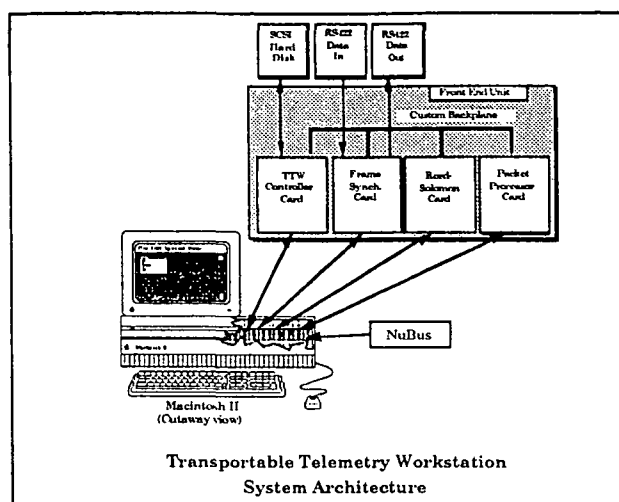 SCSI
Hard
Disk
RS422
Data
In
RS422
Data
Out
Front End Unit
Custom Backplane
TTW
Controller
Card
Frame
Synch.
Card
Reed-
Solomon
Card
Packet
Processor
Card
NuBus
Macintosh II
(Cutaway view)
Transportable Telemetry Workstation
System Architecture